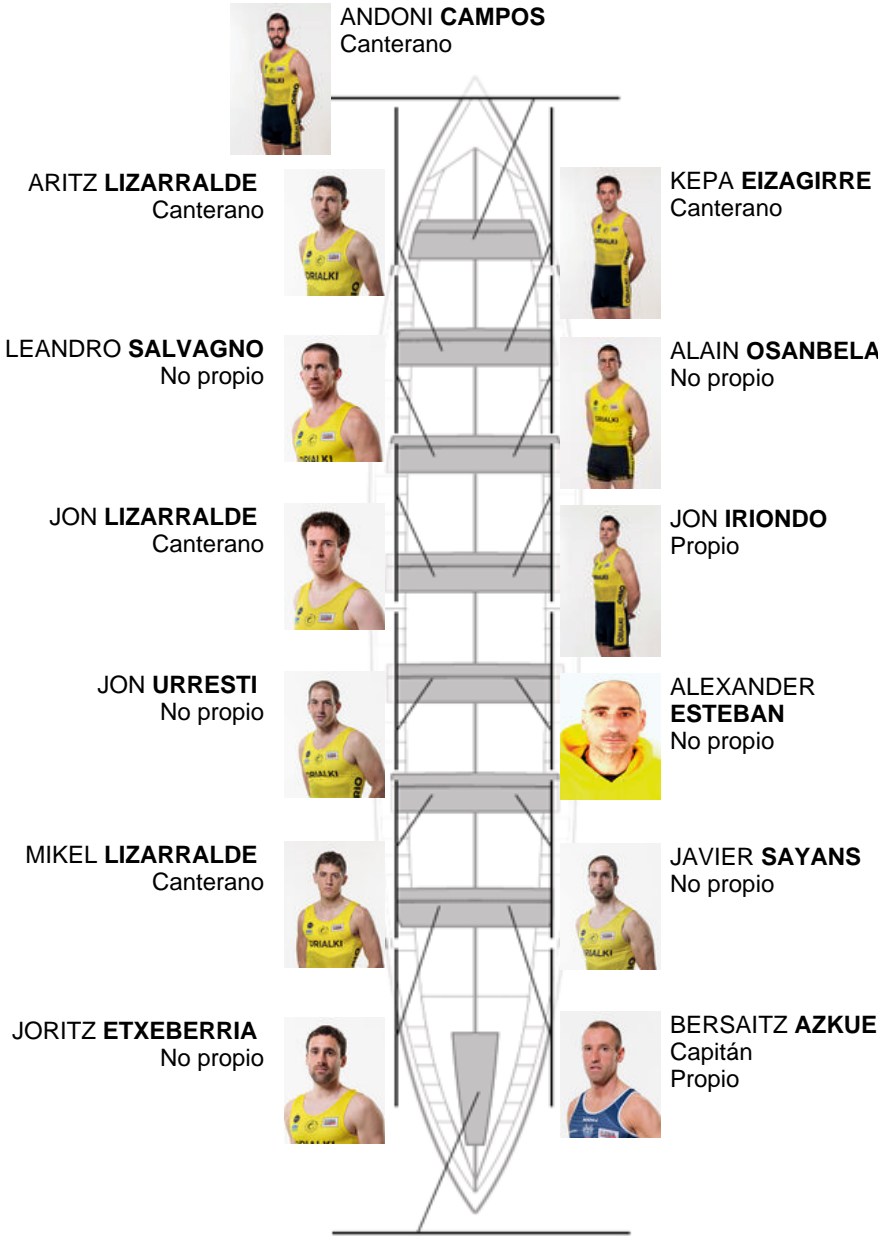 ANDONI CAMPOS
Canterano
ARITZ LIZARRALDE
Canterano
KEPA EIZAGIRRE
Canterano
LEANDRO SALVAGNO
No propio
ALAIN OSANBELA
No propio
JON LIZARRALDE
Canterano
JON IRIONDO
Propio
JON URRESTI
No propio
ALEXANDER
ESTEBAN
No propio
MIKEL LIZARRALDE
Canterano
JAVIER SAYANS
No propio
JORITZ ETXEBERRIA
No propio
BERSAITZ AZKUE
Capitán
Propio